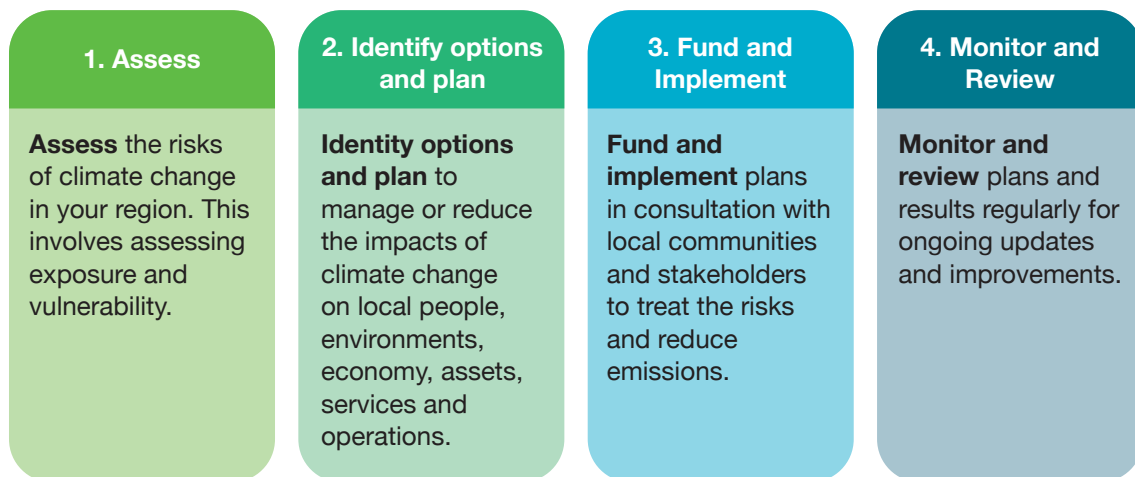 1. Assess
Assess the risks
of climate change
in your region. This
involves assessing
exposure and
vulnerability.
2. Identify options
and plan
Identity options
and plan to
manage or reduce
the impacts of
climate change
on local people,
environments,
economy, assets,
services and
operations.
3. Fund and
Implement
Fund and
implement plans
in consultation with
local communities
and stakeholders
to treat the risks
and reduce
emissions.
4. Monitor and
Review
Monitor and
review plans and
results regularly for
ongoing updates
and improvements.